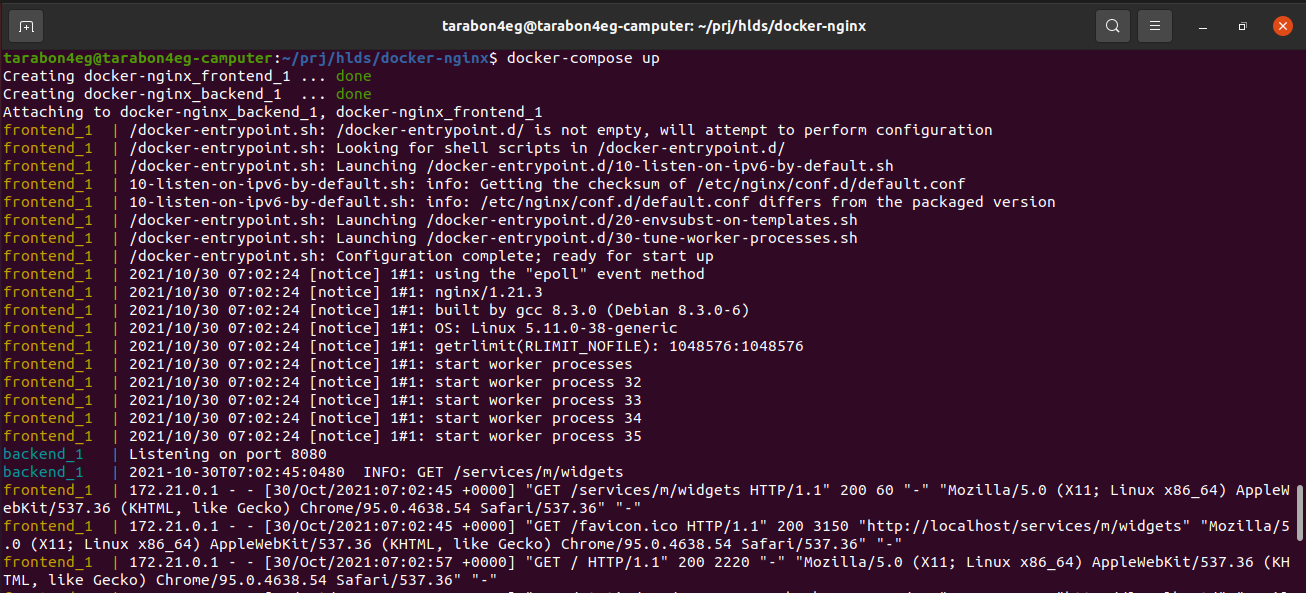 tarabon4eg@tarabon4eg-camputer: ~/prj/hlds/docker-nginx
tarabon4eg@tarabon4eg-camputer:~/prj/hlds/docker-nginx$ docker-compose up
Creating docker-nginx_frontend_1 ... done
Creating docker-nginx_backend_1  ... done
Attaching to docker-nginx_backend_1, docker-nginx_frontend_1
frontend_1  | /docker-entrypoint.sh: /docker-entrypoint.d/ is not empty, will attempt to perform configuration
frontend_1  | /docker-entrypoint.sh: Looking for shell scripts in /docker-entrypoint.d/
frontend_1  | /docker-entrypoint.sh: Launching /docker-entrypoint.d/10-listen-on-ipv6-by-default.sh
frontend_1  | 10-listen-on-ipv6-by-default.sh: info: Getting the checksum of /etc/nginx/conf.d/default.conf
frontend_1  | 10-listen-on-ipv6-by-default.sh: info: /etc/nginx/conf.d/default.conf differs from the packaged version
frontend_1  | /docker-entrypoint.sh: Launching /docker-entrypoint.d/20-envsubst-on-templates.sh
frontend_1  | /docker-entrypoint.sh: Launching /docker-entrypoint.d/30-tune-worker-processes.sh
frontend_1  | /docker-entrypoint.sh: Configuration complete; ready for start up
frontend_1  | 2021/10/30 07:02:24 [notice] 1#1: using the "epoll" event method
frontend_1  | 2021/10/30 07:02:24 [notice] 1#1: nginx/1.21.3
frontend_1  | 2021/10/30 07:02:24 [notice] 1#1: built by gcc 8.3.0 (Debian 8.3.0-6)
frontend_1  | 2021/10/30 07:02:24 [notice] 1#1: OS: Linux 5.11.0-38-generic
frontend_1  | 2021/10/30 07:02:24 [notice] 1#1: getrlimit(RLIMIT_NOFILE): 1048576:1048576
frontend_1  | 2021/10/30 07:02:24 [notice] 1#1: start worker processes
frontend_1  | 2021/10/30 07:02:24 [notice] 1#1: start worker process 32
frontend_1  | 2021/10/30 07:02:24 [notice] 1#1: start worker process 33
frontend_1  | 2021/10/30 07:02:24 [notice] 1#1: start worker process 34
frontend_1  | 2021/10/30 07:02:24 [notice] 1#1: start worker process 35
backend_1   | Listening on port 8080
backend_1   | 2021-10-30T07:02:45:0480  INFO: GET /services/m/widgets
frontend_1  | 172.21.0.1 - - [30/Oct/2021:07:02:45 +0000] "GET /services/m/widgets HTTP/1.1" 200 60 "-" "Mozilla/5.0 (X11; Linux x86_64) AppleW
ebKit/537.36 (KHTML, like Gecko) Chrome/95.0.4638.54 Safari/537.36" "-"
frontend_1  | 172.21.0.1 - - [30/Oct/2021:07:02:45 +0000] "GET /favicon.ico HTTP/1.1" 200 3150 "http://localhost/services/m/widgets" "Mozilla/5
.0 (X11; Linux x86_64) AppleWebKit/537.36 (KHTML, like Gecko) Chrome/95.0.4638.54 Safari/537.36" "-"
frontend_1  | 172.21.0.1 - - [30/Oct/2021:07:02:57 +0000] "GET / HTTP/1.1" 200 2220 "-" "Mozilla/5.0 (X11; Linux x86_64) AppleWebKit/537.36 (KH
TML, like Gecko) Chrome/95.0.4638.54 Safari/537.36" "-"